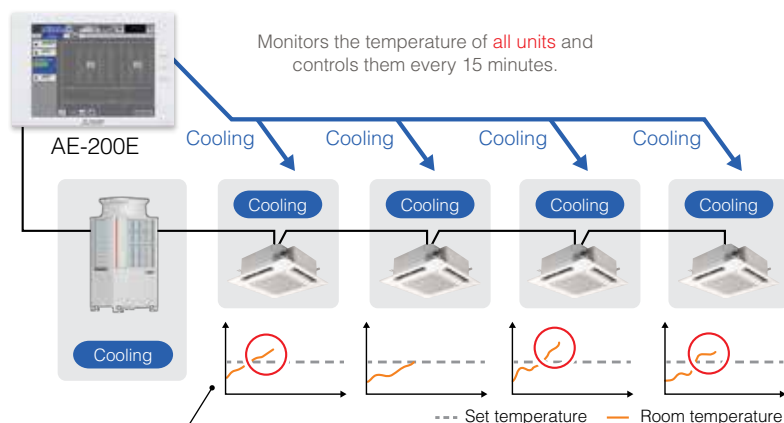 Monitors the temperature of all units and
controls them every 15 minutes.
AE-200E
Cooling
Cooling
Cooling
Cooling
Cooling
Cooling
Cooling
Cooling
Cooling
Set temperature
Room temperature